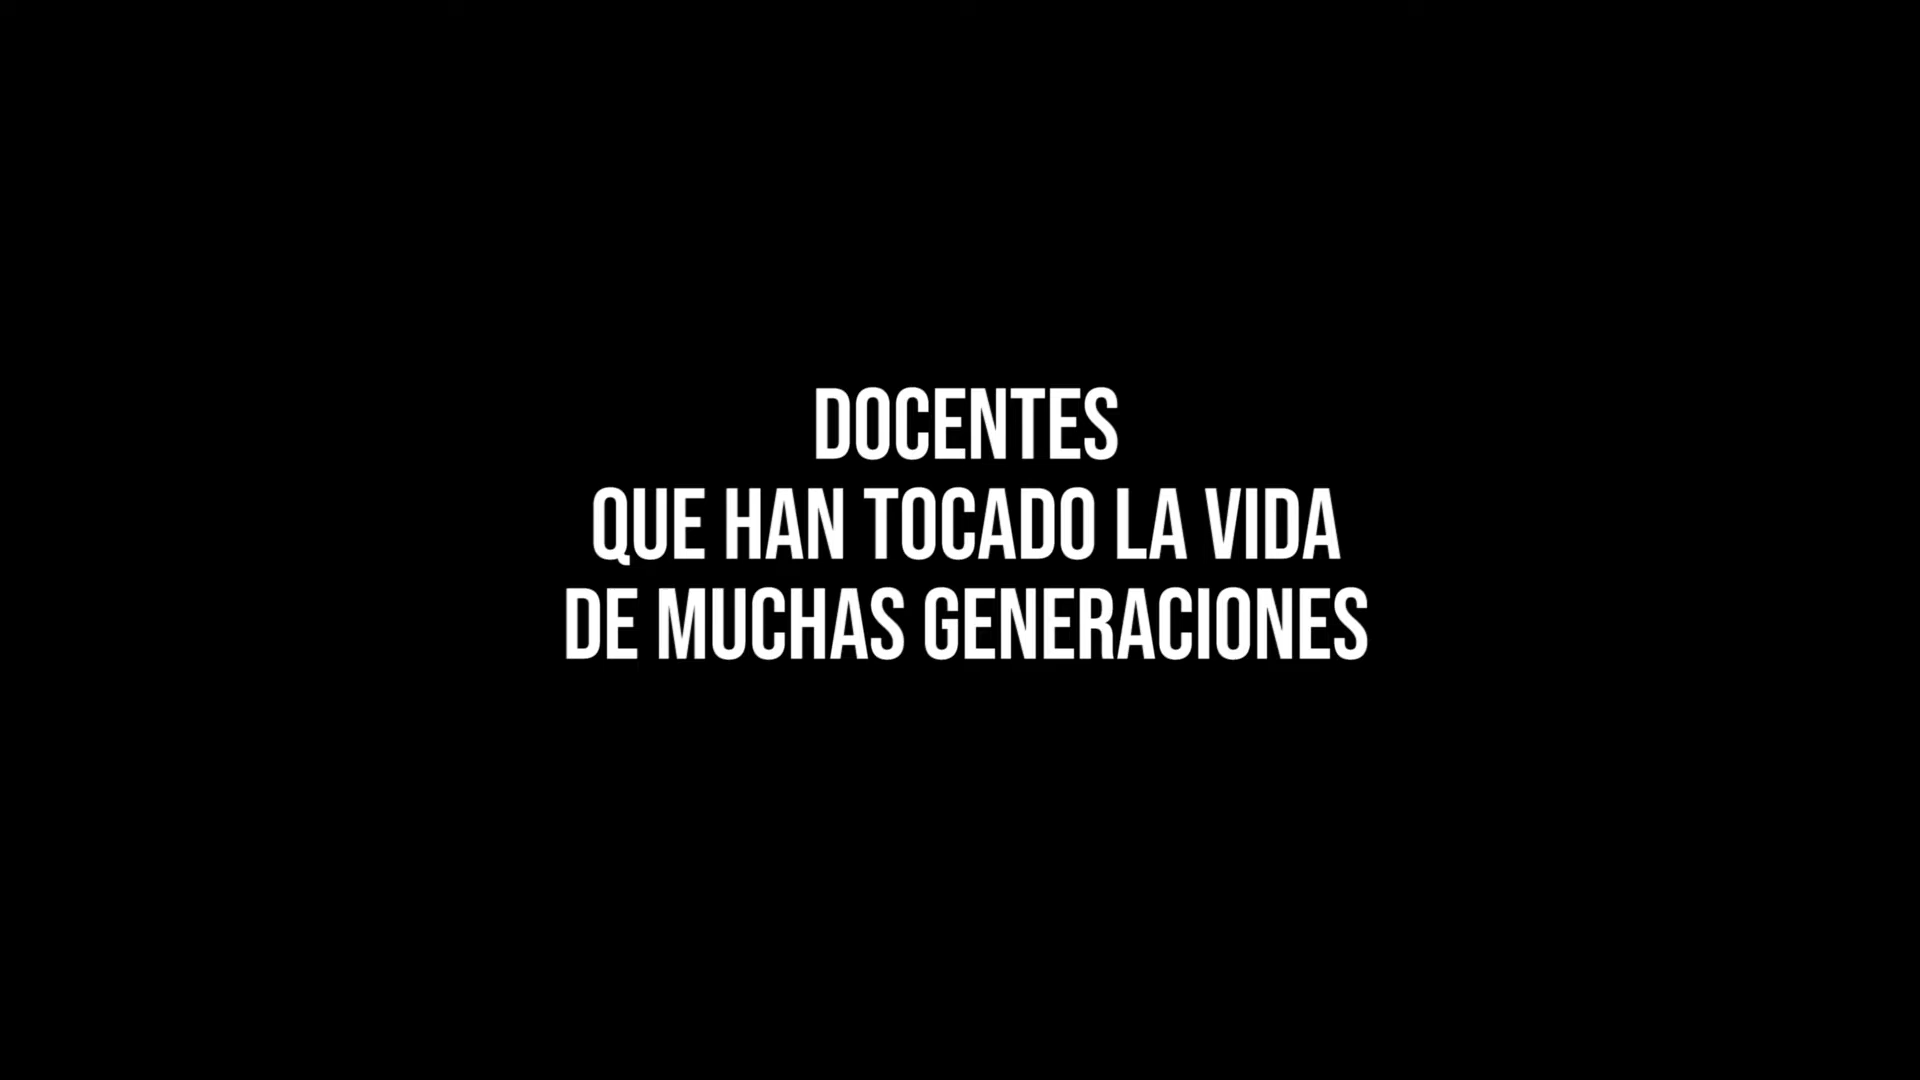 DOCENTES
QUE HAN TOCADO LA VIDA
DE MUCHAS GENERACIONES